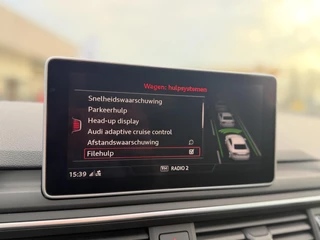 Wagen: hulpsystemen
Snelheidswaarschuwing
Parkeerhulp
Head-up display
Audi adaptive cruise control
Afstandswaarschuwing
Filehulp
15:39
RADIO 2